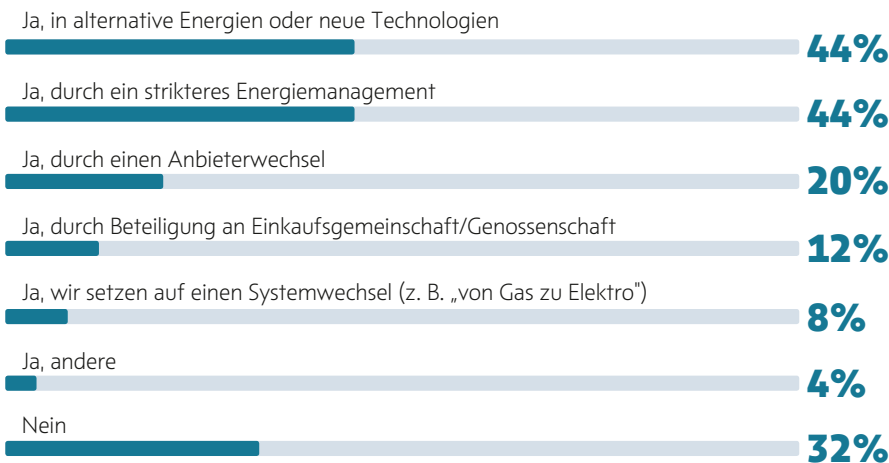 Ja, in alternative Energien oder neue Technologien
44%
Ja, durch ein strikteres Energiemanagement
44%
Ja, durch einen Anbieterwechsel
20%
Ja, durch Beteiligung an Einkaufsgemeinschaft/Genossenschaft
12%
Ja, wir setzen auf einen Systemwechsel (z. B. „von Gas zu Elektro")
8%
Ja, andere
4%
Nein
32%